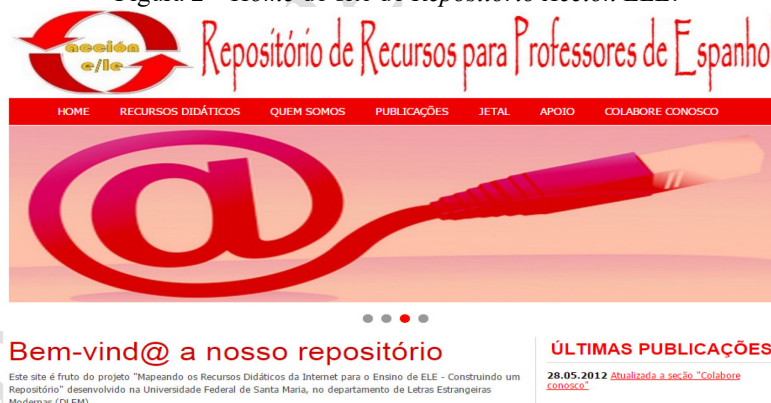 acción
e/le
Repositório de Recursos para Professores de Espanho
HOME RECURSOS DIDÁTICOS QUEM SOMOS PUBLICAÇÕES JETAL APOIO COLABORE CONOSCO
@
Bem-vind@ a nosso repositório
Este site é fruto do projeto "Mapeando os Recursos Didáticos da Internet para o Ensino de ELE - Construindo um
Repositório" desenvolvido na Universidade Federal de Santa Maria, no departamento de Letras Estrangeiras
Modernas (DLEM)
ÚLTIMAS PUBLICAÇÕES
28.05.2012 Atualizada a seção "Colabore
conosco"